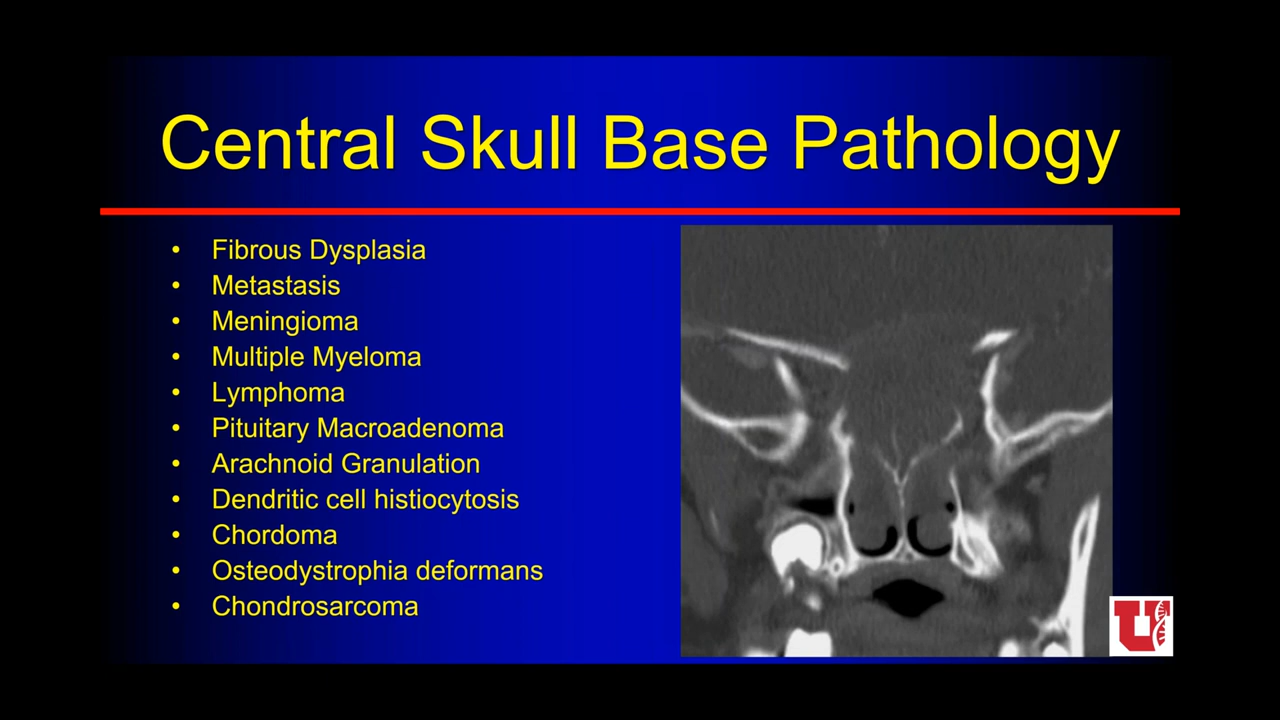 Central Skull Base Pathology
• Fibrous Dysplasia
• Metastasis
• Meningioma
• Multiple Myeloma
• Lymphoma
• Pituitary Macroadenoma
• Arachnoid Granulation
• Dendritic cell histiocytosis
• Chordoma
• Osteodystrophia deformans
• Chondrosarcoma
U